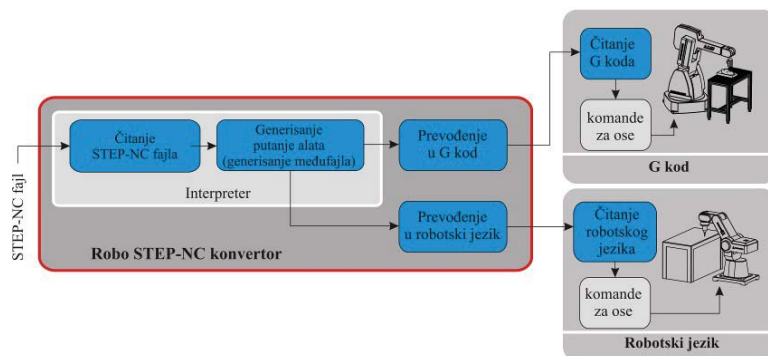 STEP-NC fajl
Čitanje
STEP-NC fajla
Generisanje
putanje alata
(generisanje međufajla)
Interpreter
Prevođenje
u G kod
Prevođenje
u robotski jezik
Robo STEP-NC konvertor
Čitanje
G koda
komande
za ose
G kod
Čitanje
robotskog
jezika
komande
za ose
Robotski jezik